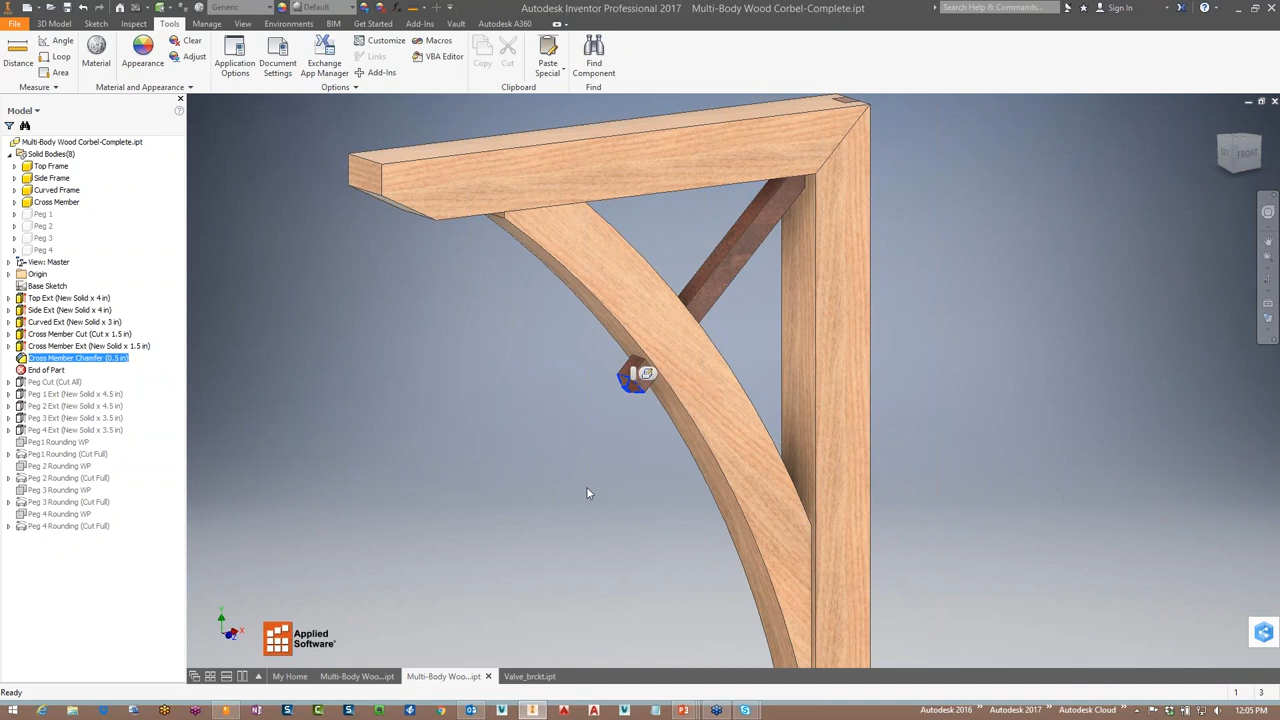 Generic
Default
Autodesk Inventor Professional 2017 Multi-Body Wood Corbel-Complete.ipt
Search Help & Commands...
Sign In
File 3D Model Sketch Inspect Tools Manage View Environments BIM Get Started Add-Ins Vault Autodesk A360
Distance
Angle
Loop
Area
Measure
Material
Appearance
Clear
Adjust
Material and Appearance
Application Options
Document Settings
Exchange App Manager
Customize
Links
Add-Ins
Macros
VBA Editor
Options
Copy
Cut
Paste Special
Clipboard
Find Component
Find
Model
Multi-Body Wood Corbel-Complete.ipt
Solid Bodies(8)
Top Frame
Side Frame
Curved Frame
Cross Member
Peg 1
Peg 2
Peg 3
Peg 4
View: Master
Origin
Base Sketch
Top Ext (New Solid x 4 in)
Side Ext (New Solid x 4 in)
Curved Ext (New Solid x 3 in)
Cross Member Cut (Cut x 1.5 in)
Cross Member Ext (New Solid x 1.5 in)
Cross Member Chamfer (0.5 in)
End of Part
Peg Cut (Cut All)
Peg 1 Ext (New Solid x 4.5 in)
Peg 2 Ext (New Solid x 4.5 in)
Peg 3 Ext (New Solid x 3.5 in)
Peg 4 Ext (New Solid x 3.5 in)
Peg1 Rounding WP
Peg1 Rounding (Cut Full)
Peg 2 Rounding WP
Peg 2 Rounding (Cut Full)
Peg 3 Rounding WP
Peg 3 Rounding (Cut Full)
Peg 4 Rounding WP
Peg 4 Rounding (Cut Full)
FRONT
Y
X
Z
Applied
Software
My Home Multi-Body Woo...ipt Multi-Body Woo...ipt Valve_brckt.ipt
Ready
1 3
Autodesk 2016 Autodesk 2017 Autodesk Cloud 12:05 PM